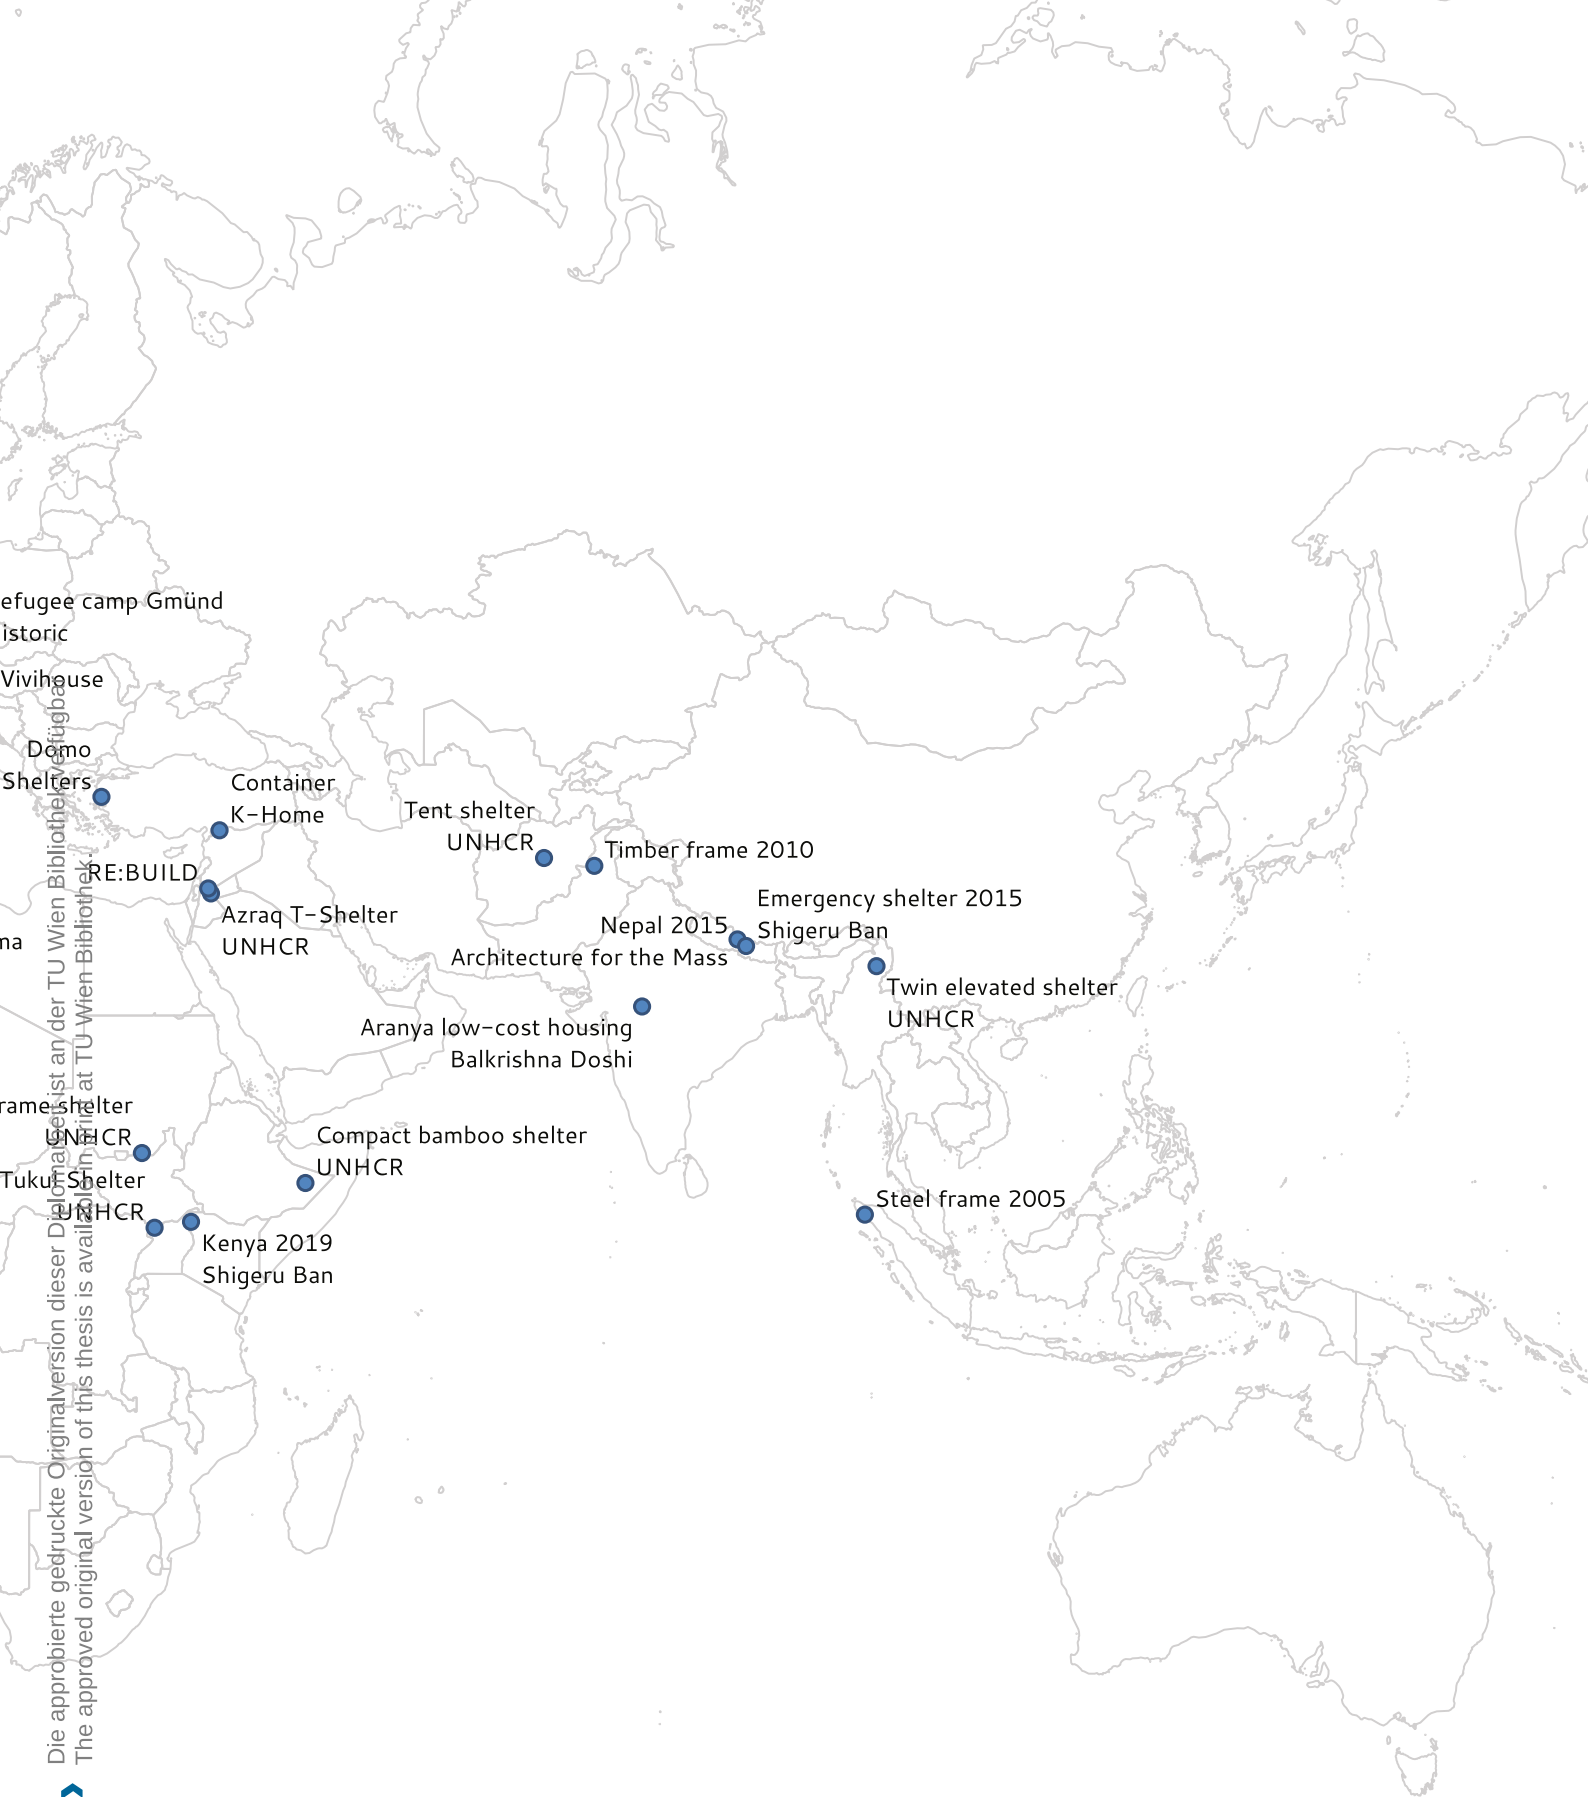 efugee camp Gmünd
istoric
Vivihouse
Domo
Shelters
Container
K-Home
Tent shelter
UNHCR
Timber frame 2010
RE:BUILD
Azraq T-Shelter
UNHCR
Emergency shelter 2015
Shigeru Ban
Nepal 2015
Architecture for the Mass
ma
Twin elevated shelter
UNHCR
Aranya low-cost housing
Balkrishna Doshi
rame shelter
UNHCR
Compact bamboo shelter
UNHCR
Tukul Shelter
UNHCR
Steel frame 2005
Kenya 2019
Shigeru Ban
Die approbierte gedruckte Originalversion dieser Diplomarbeit ist an der TU Wien Bibliothek verfügbar
The approved original version of this thesis is available in print at TU Wien Bibliothek.